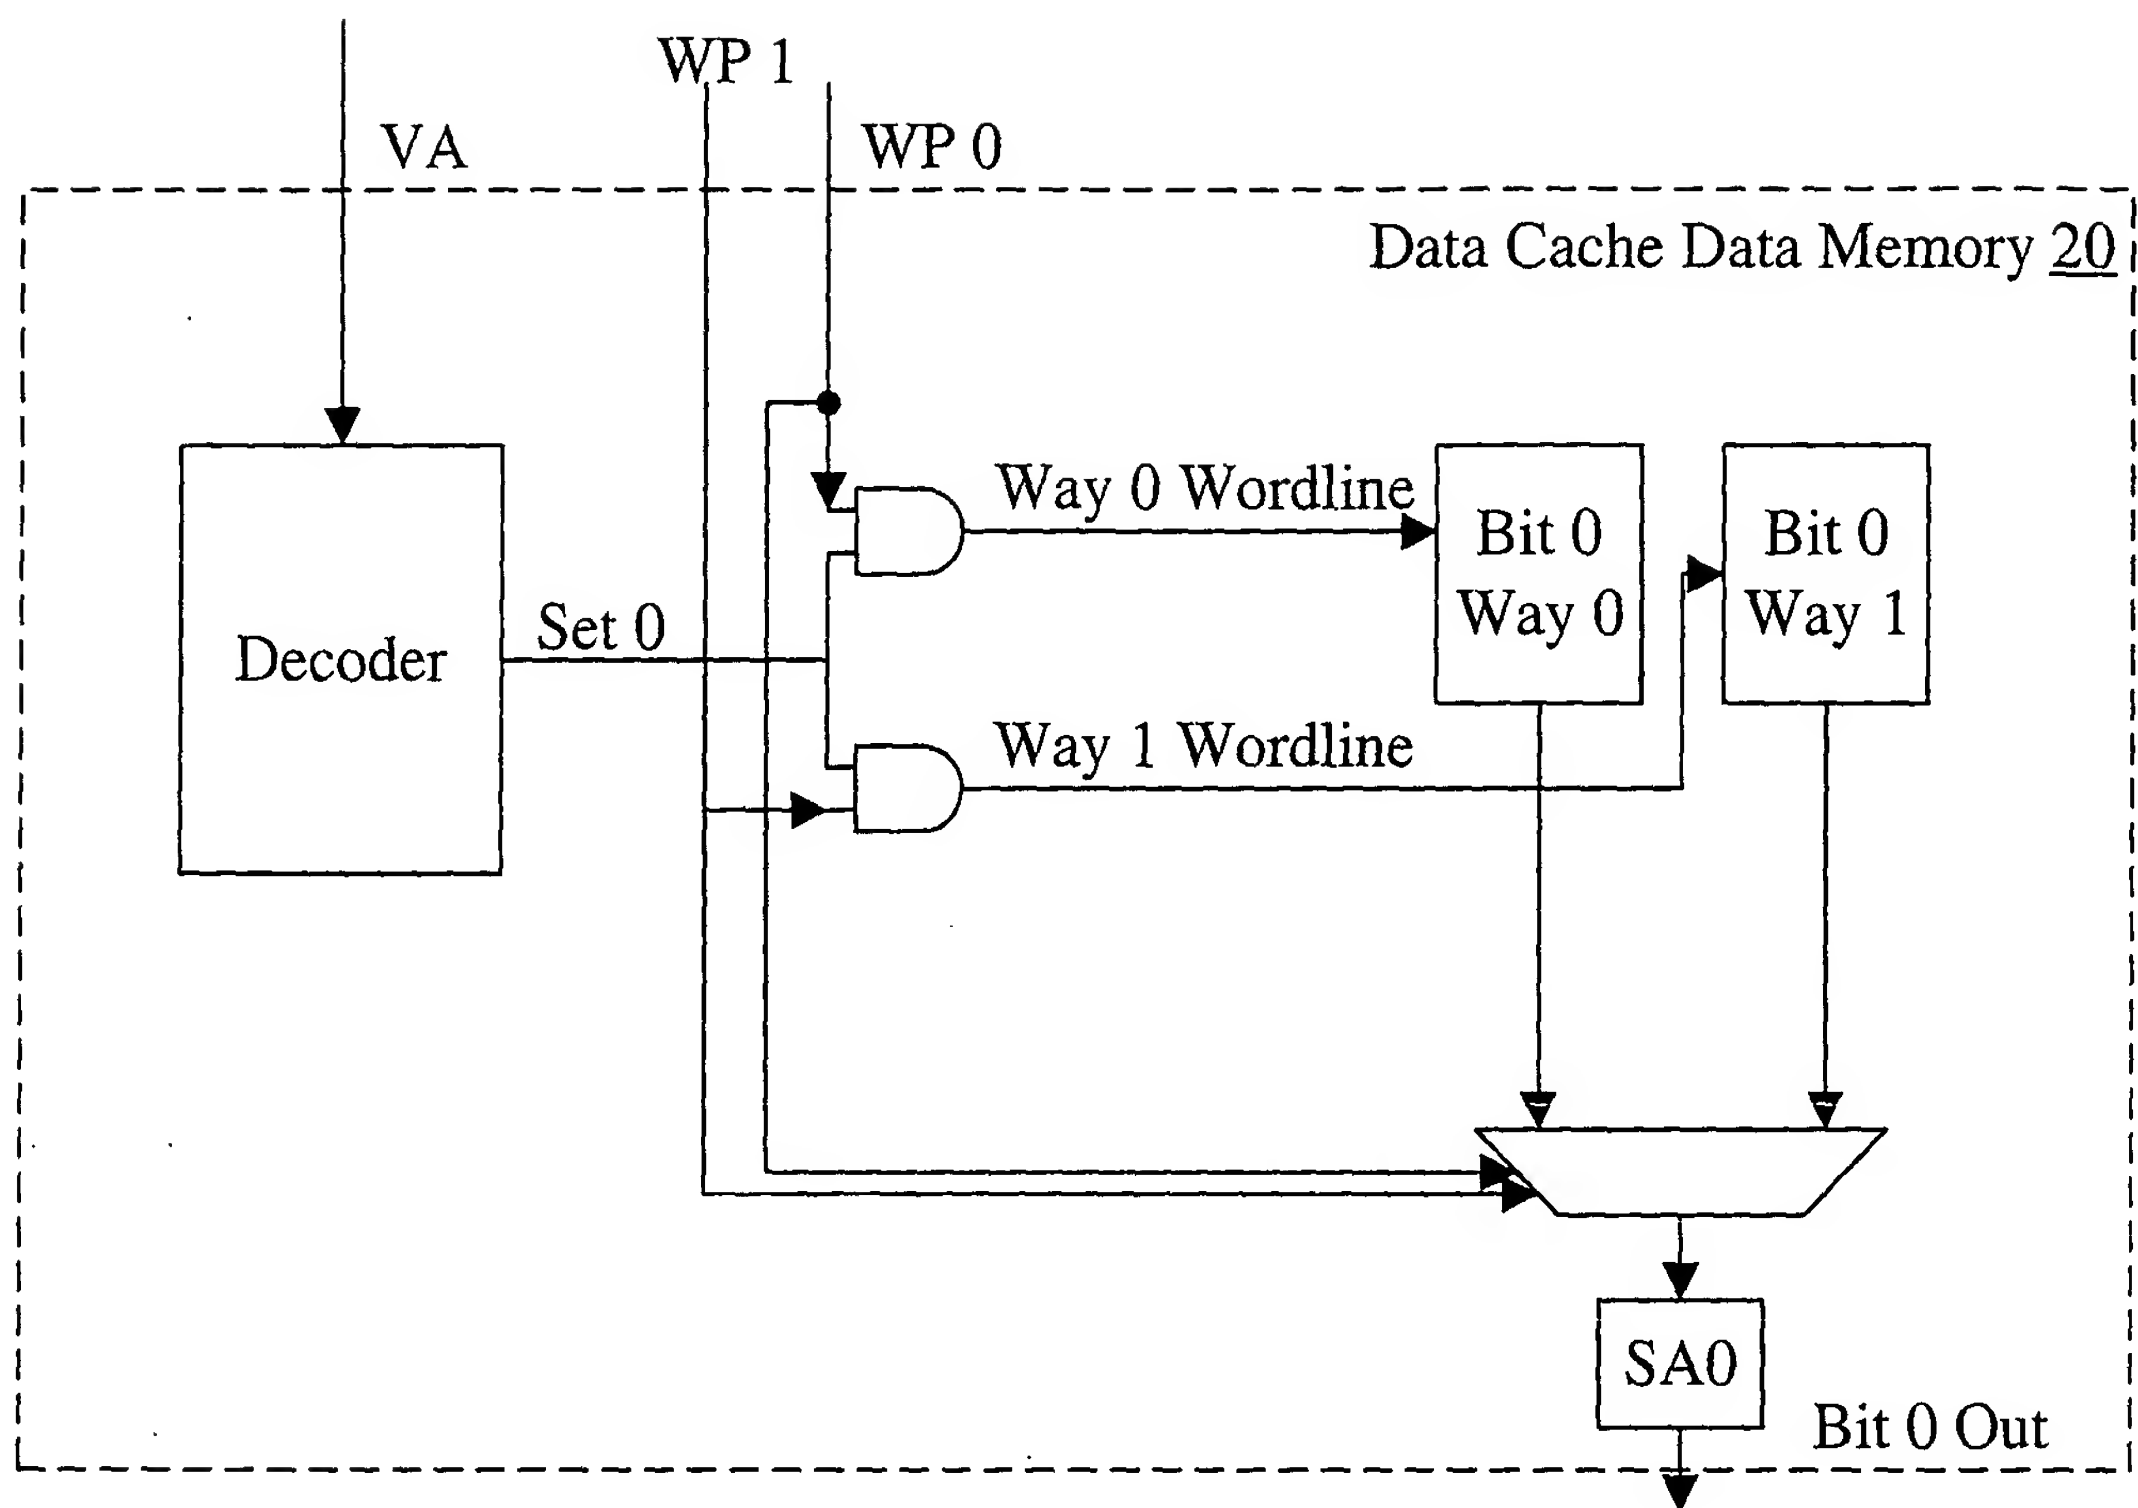 WP 1
VA
WP 0
Data Cache Data Memory 20
Way 0 Wordline
Bit 0
Way 0
Bit 0
Way 1
Set 0
Decoder
Way 1 Wordline
SA0
Bit 0 Out